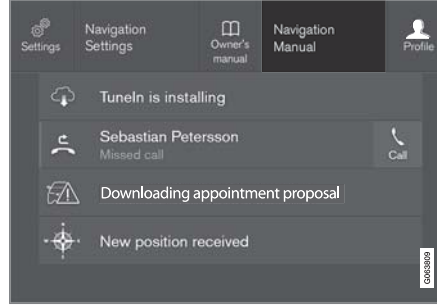 Settings
Navigation
Settings
Owner's
manual
Navigation
Manual
Profile
TuneIn is installing
Sebastian Petersson
Missed call
Call
Downloading appointment proposal
New position received
G063809